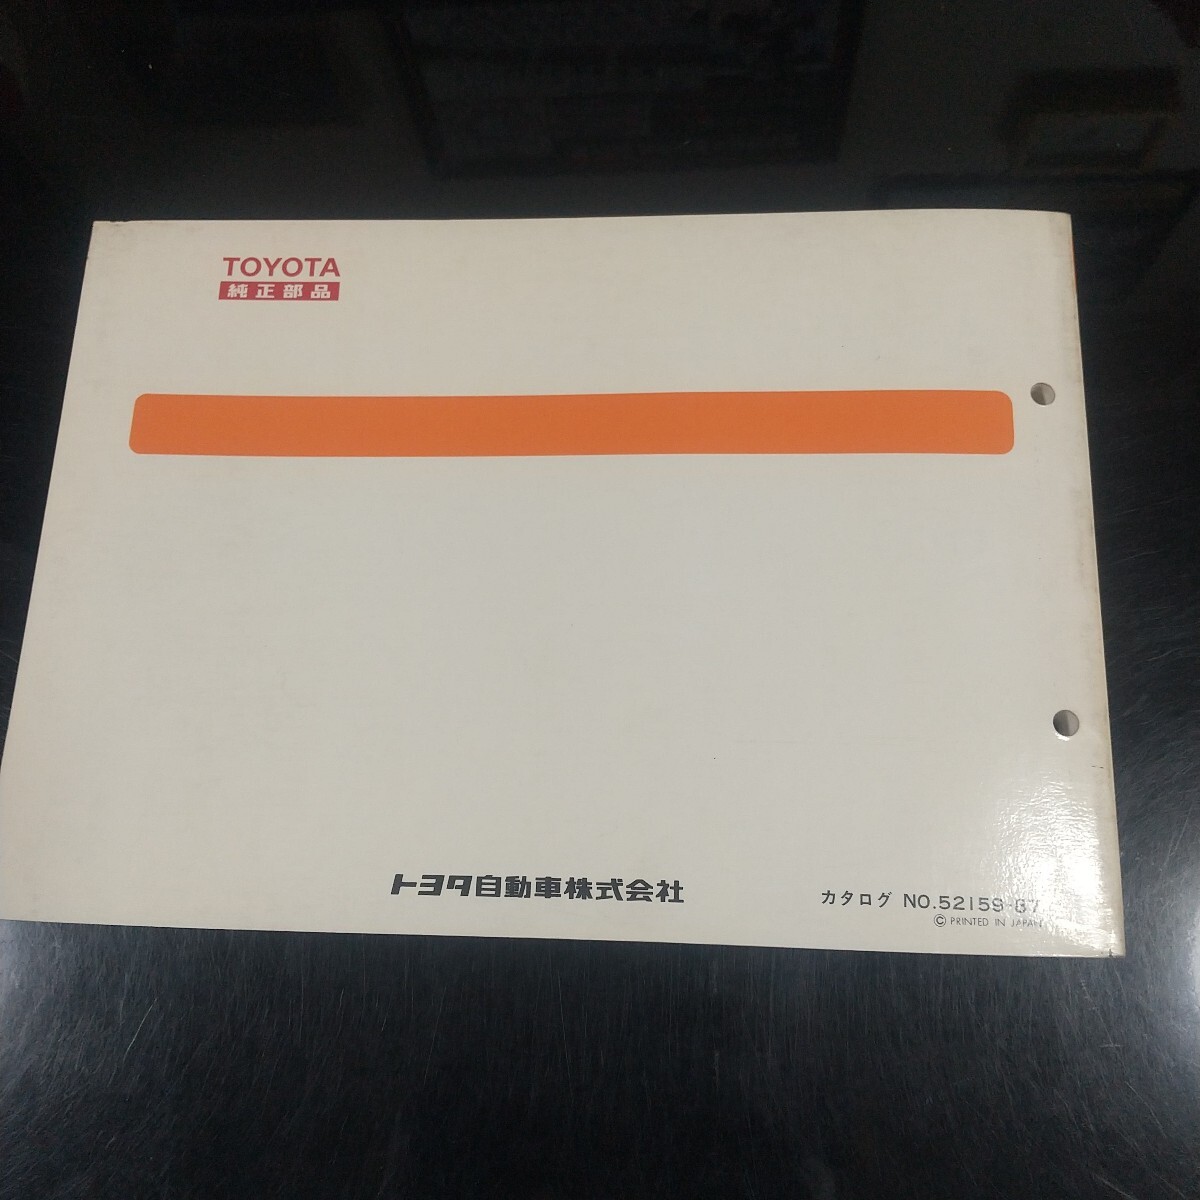 TOYOTA
純正部品
トヨタ自動車株式会社
カタログ NO.52159-87
© PRINTED IN JAPAN